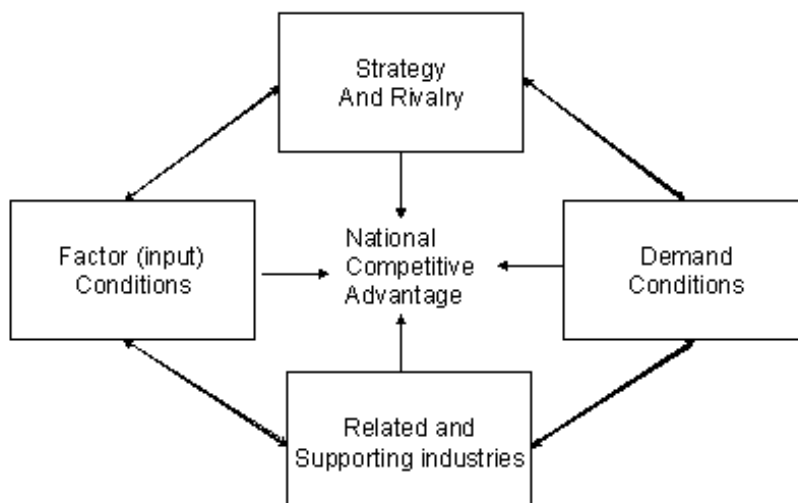 Strategy
And Rivalry
Factor (input)
Conditions
National
Competitive
Advantage
Demand
Conditions
Related and
Supporting industries